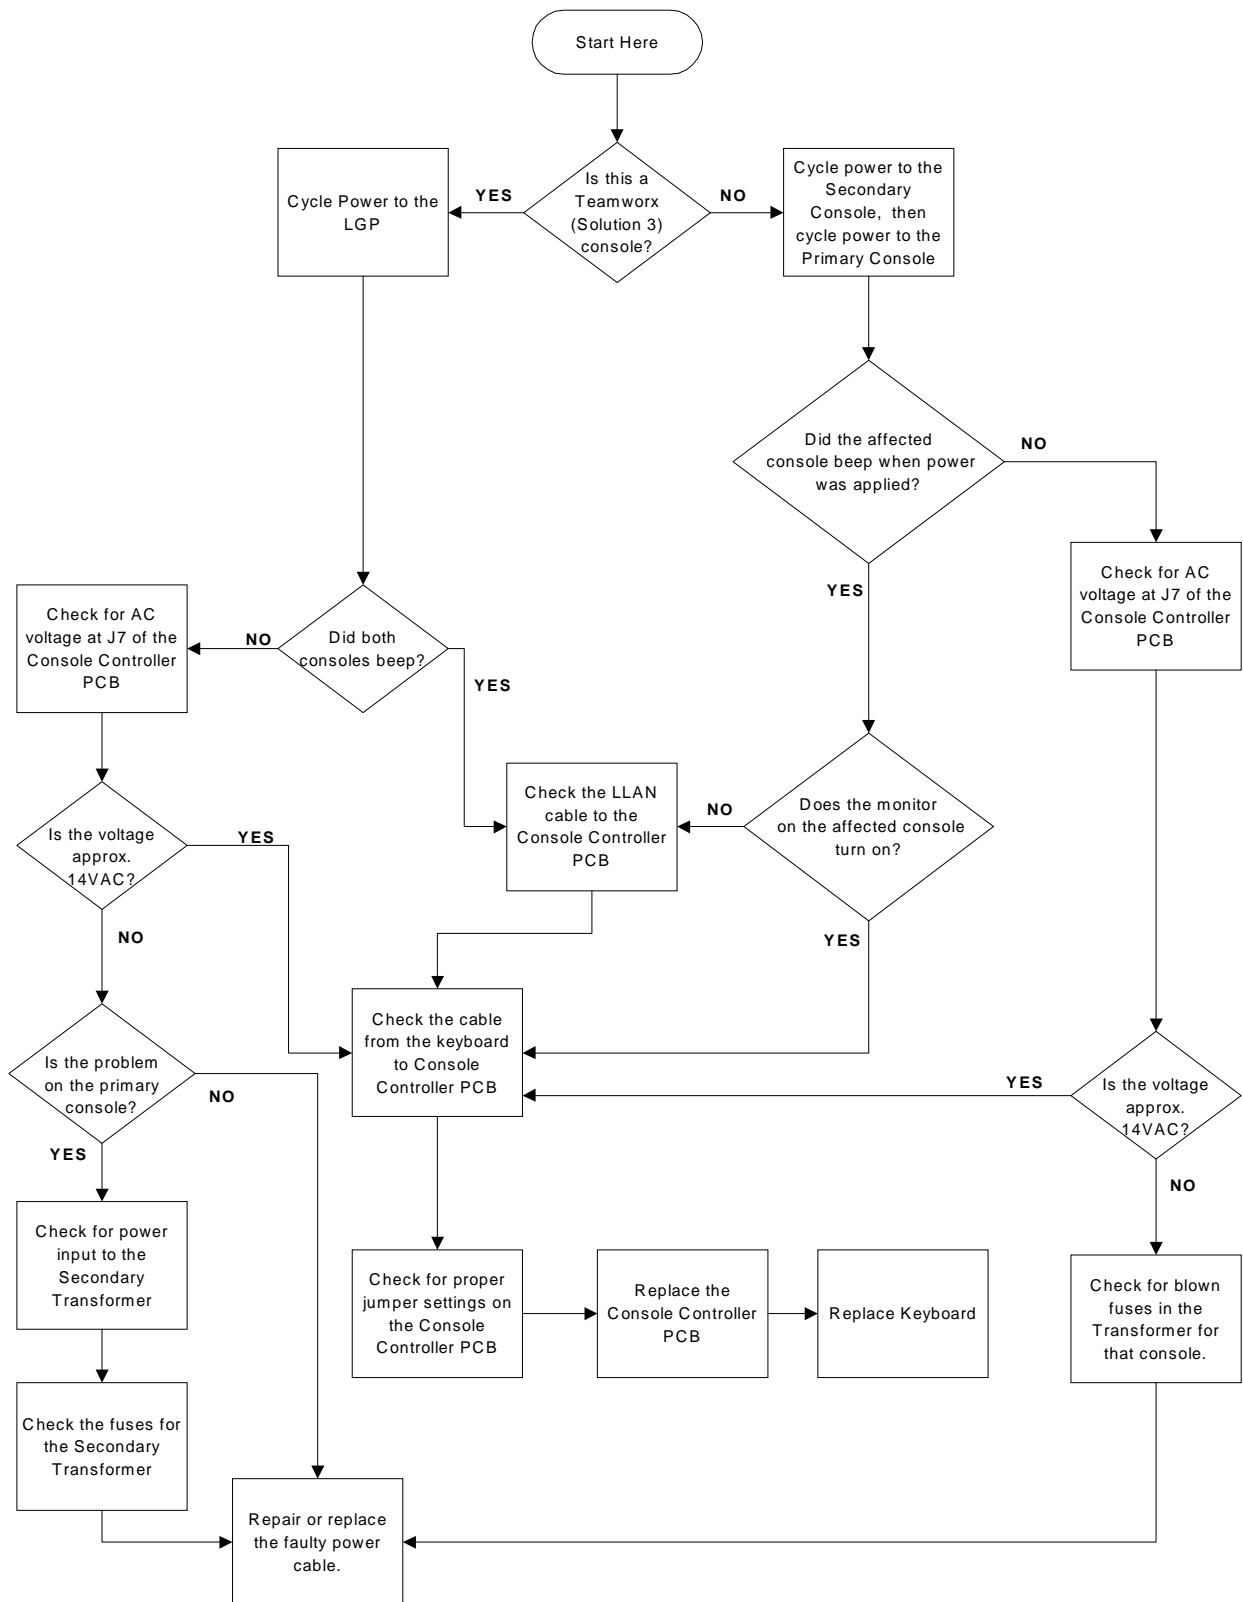 Start Here
Cycle Power to the
LGP
YES
Is this a
Teamworx
(Solution 3)
console?
NO
Cycle power to the
Secondary
Console, then
cycle power to the
Primary Console
Did the affected
console beep when power
was applied?
NO
YES
Check for AC
voltage at J7 of the
Console Controller
PCB
Check for AC
voltage at J7 of the
Console Controller
PCB
NO
Did both
consoles beep?
YES
Check the LLAN
cable to the
Console Controller
PCB
NO
Does the monitor
on the affected console
turn on?
YES
Is the voltage
approx.
14VAC?
YES
NO
Check the cable
from the keyboard
to Console
Controller PCB
Is the problem
on the primary
console?
NO
YES
YES
Is the voltage
approx.
14VAC?
NO
Check for power
input to the
Secondary
Transformer
Check for proper
jumper settings on
the Console
Controller PCB
Replace the
Console Controller
PCB
Replace Keyboard
Check for blown
fuses in the
Transformer for
that console.
Check the fuses for
the Secondary
Transformer
Repair or replace
the faulty power
cable.